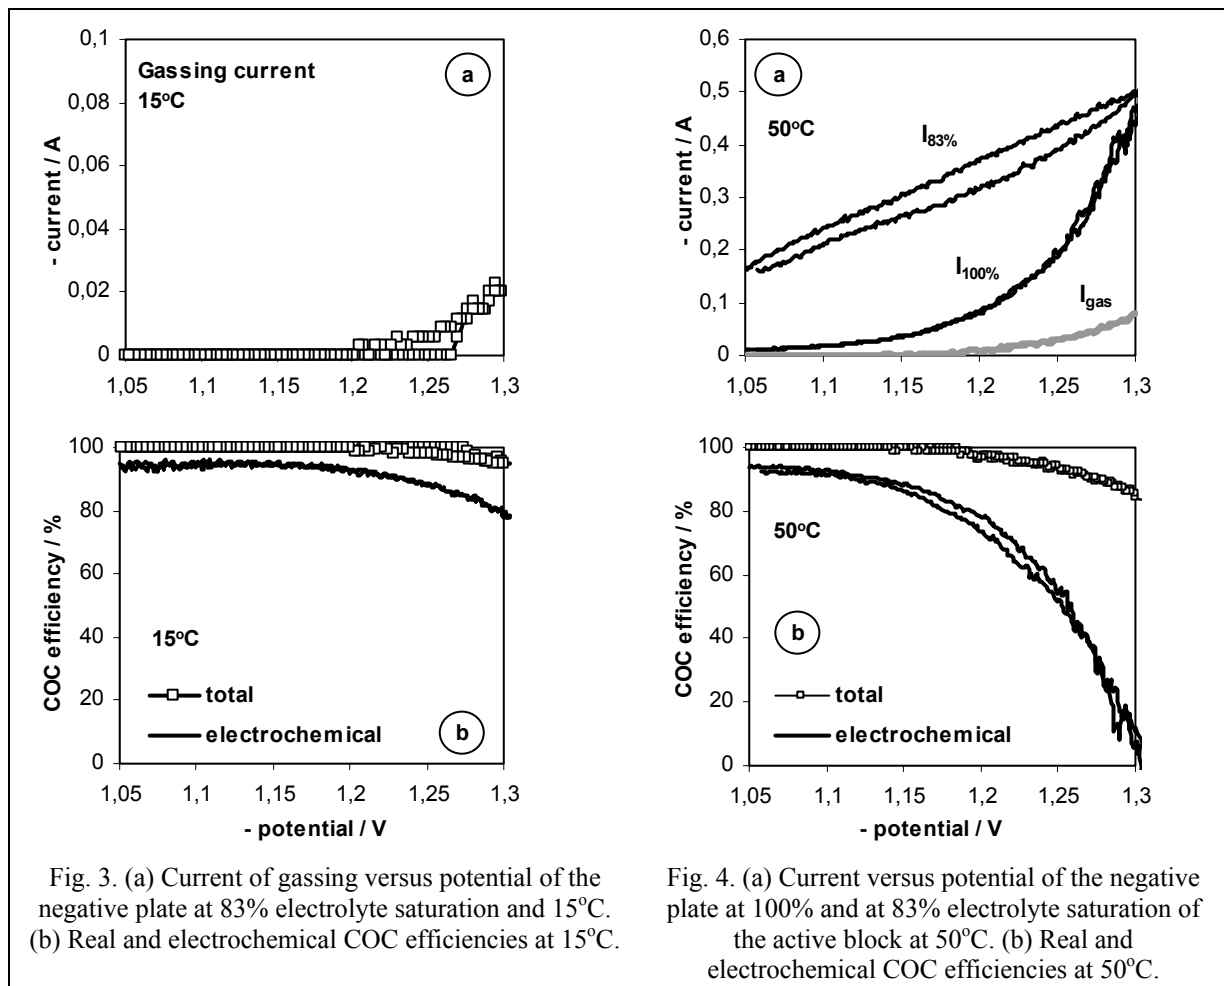 0,1
0,08
0,06
0,04
0,02
0
- current / A
Gassing current
15°C
a
1,05 1,1 1,15 1,2 1,25 1,3
100
80
60
40
20
0
COC efficiency / %
15°C
total
electrochemical
b
1,05 1,1 1,15 1,2 1,25 1,3
- potential / V
Fig. 3. (a) Current of gassing versus potential of the
negative plate at 83% electrolyte saturation and 15°C.
(b) Real and electrochemical COC efficiencies at 15°C.
0,6
0,5
0,4
0,3
0,2
0,1
0
- current / A
a
50°C
I83%
I100%
Igas
1,05 1,1 1,15 1,2 1,25 1,3
100
80
60
40
20
0
COC efficiency / %
50°C
b
total
electrochemical
1,05 1,1 1,15 1,2 1,25 1,3
- potential / V
Fig. 4. (a) Current versus potential of the negative
plate at 100% and at 83% electrolyte saturation of
the active block at 50°C. (b) Real and
electrochemical COC efficiencies at 50°C.